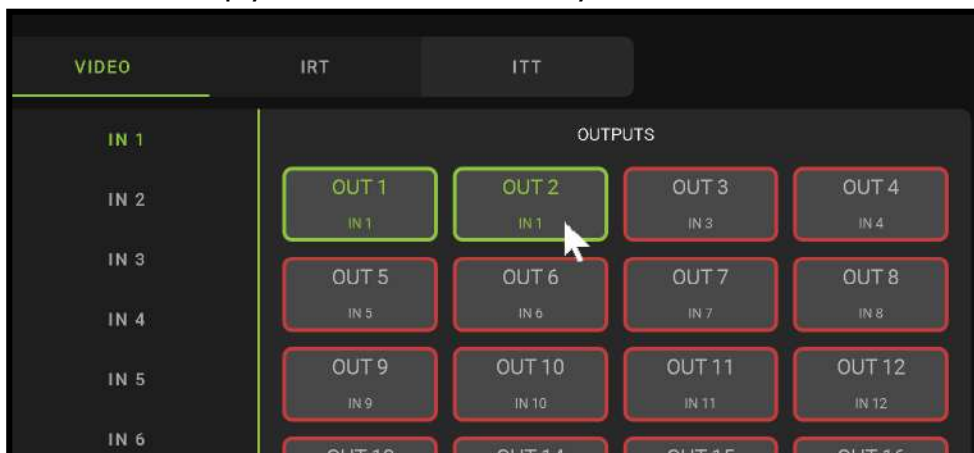 VIDEO IRT ITT
IN 1
IN 2
IN 3
IN 4
IN 5
IN 6
OUTPUTS
OUT 1 OUT 2 OUT 3 OUT 4
IN 1 IN 1 IN 3 IN 4
OUT 5 OUT 6 OUT 7 OUT 8
IN 5 IN 6 IN 7 IN 8
OUT 9 OUT 10 OUT 11 OUT 12
IN 9 IN 10 IN 11 IN 12